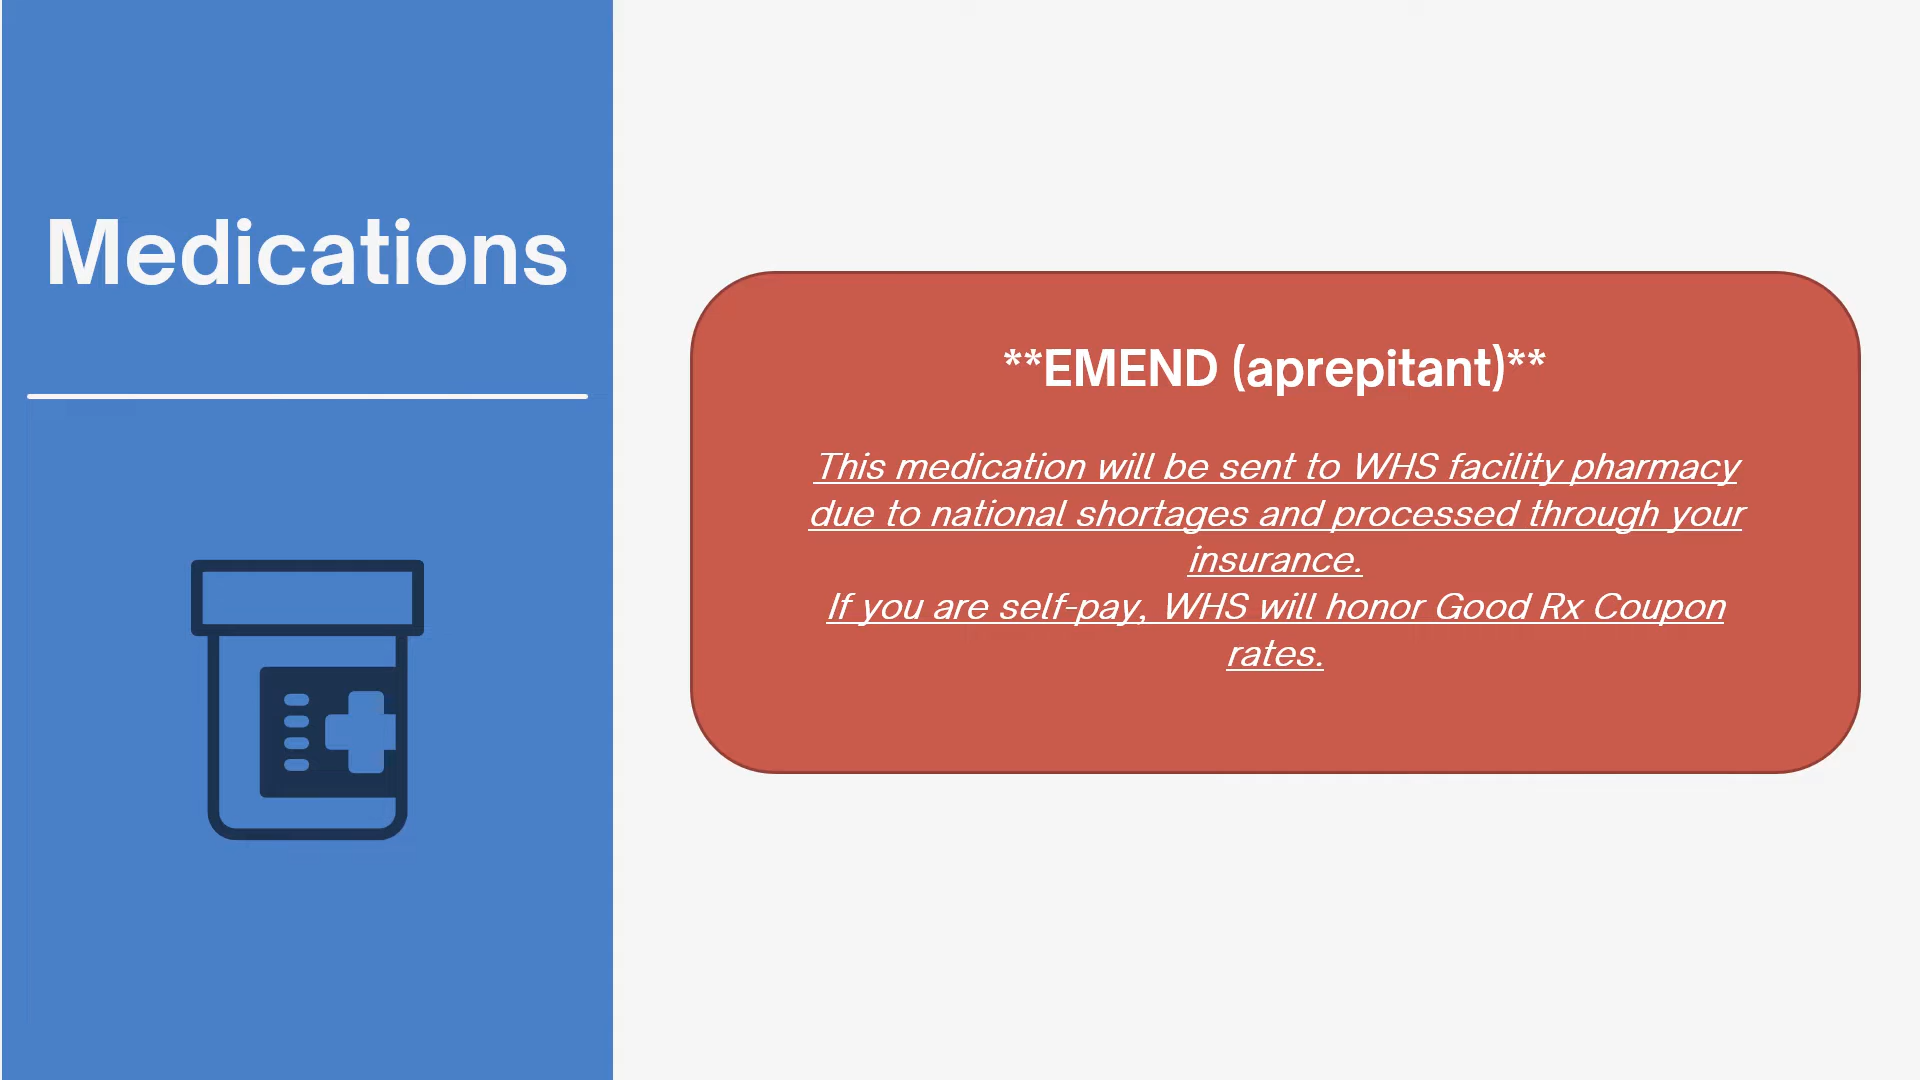 Medications
**EMEND (aprepitant)**
This medication will be sent to WHS facility pharmacy
due to national shortages and processed through your
insurance.
If you are self-pay, WHS will honor Good Rx Coupon
rates.